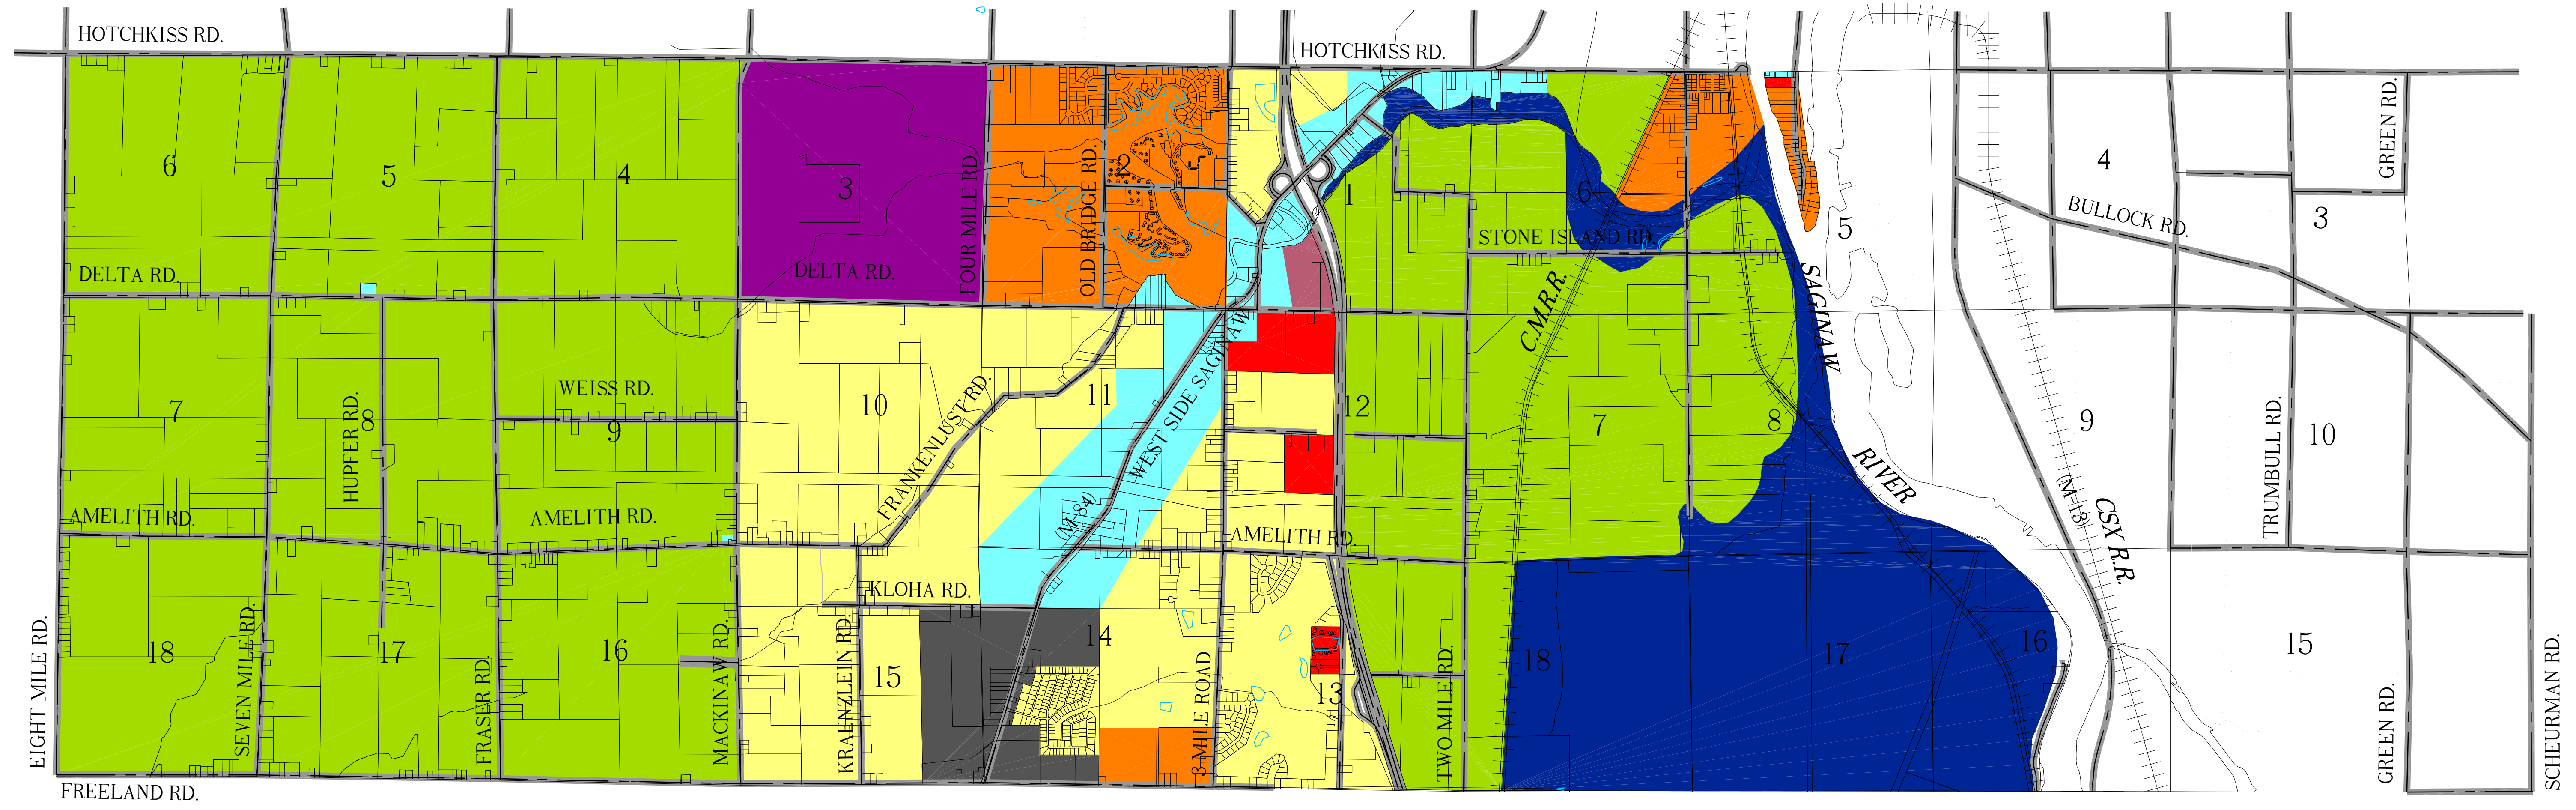 HOTCHKISS RD.
HOTCHKISS RD.
6
5
4
3
2
1
6
5
4
3
GREEN RD.
BULLOCK RD.
FOUR MILE RD.
OLD BRIDGE RD.
STONE ISLAND RD.
DELTA RD.
DELTA RD.
C.M.R.R.
SAGINAW
RIVER
7
8
HUPFER RD.
WEISS RD.
9
10
FRANKENLUST RD.
11
WEST SIDE SAGINAW
(M-84)
12
7
8
9
10
TRUMBULL RD.
(M-13)
CSX R.R.
AMELITH RD.
AMELITH RD.
AMELITH RD.
KLOHA RD.
EIGHT MILE RD.
18
SEVEN MILE RD.
17
FRASER RD.
16
MACKINAW RD.
KRAENZLEIN RD.
15
14
3 MILE ROAD
13
TWO MILE RD.
18
17
16
15
GREEN RD.
SCHEURMAN RD.
FREELAND RD.